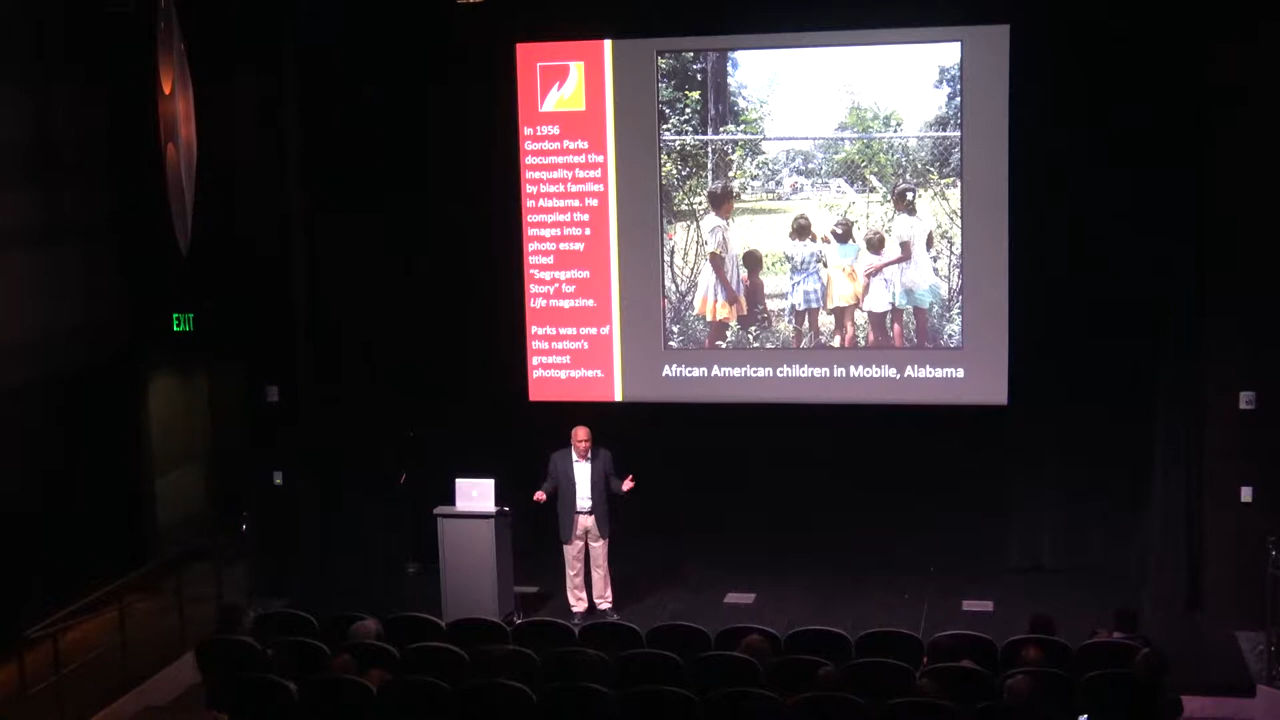 In 1956
Gordon Parks
documented the
inequality faced
by black families
in Alabama. He
compiled the
images into a
photo essay
titled
“Segregation
Story” for
Life magazine.
Parks was one of
this nation’s
greatest
photographers.
African American children in Mobile, Alabama
EXIT